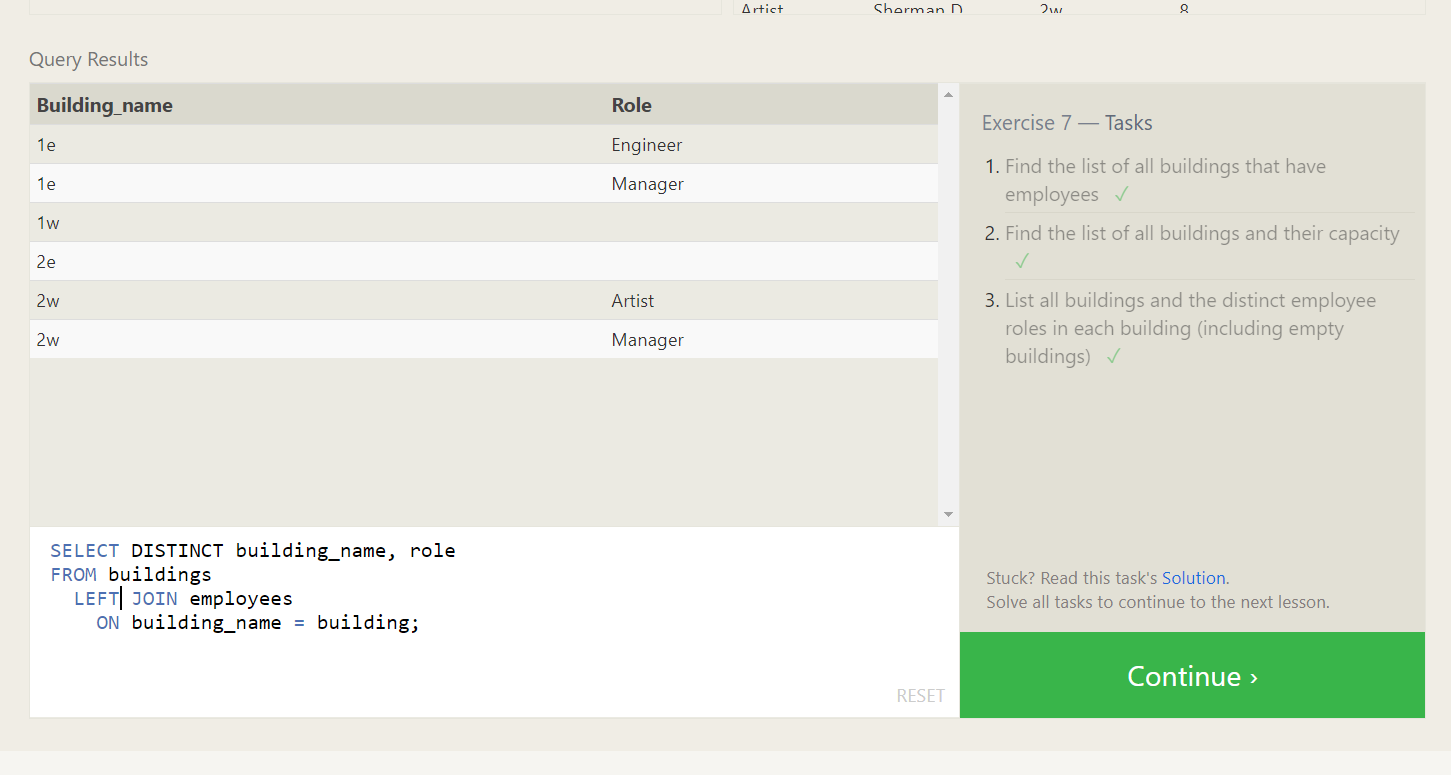 Artist Sherman D. 2w 8
Query Results
Building_name Role
1e Engineer
1e Manager
1w
2e
2w Artist
2w Manager
Exercise 7 — Tasks
1. Find the list of all buildings that have
employees ✓
2. Find the list of all buildings and their capacity
✓
3. List all buildings and the distinct employee
roles in each building (including empty
buildings) ✓
SELECT DISTINCT building_name, role
FROM buildings
LEFT JOIN employees
ON building_name = building;
RESET
Stuck? Read this task's Solution.
Solve all tasks to continue to the next lesson.
Continue ›